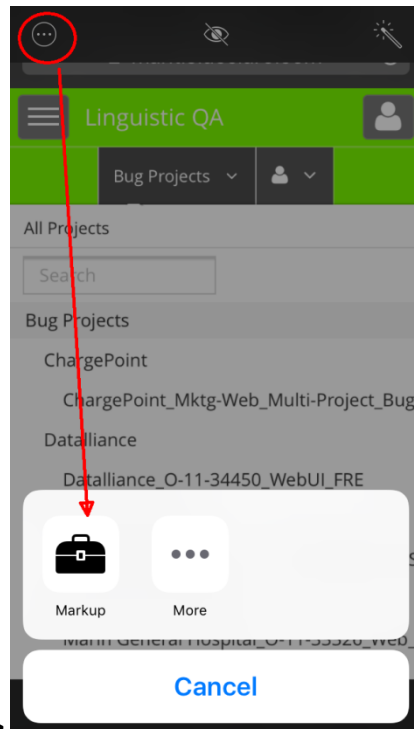 Linguistic QA
Bug Projects
All Projects
Search
Bug Projects
ChargePoint
ChargePoint_Mktg-Web_Multi-Project_Bug
Datalliance
Datalliance_O-11-34450_WebUI_FRE
Markup
More
Cancel